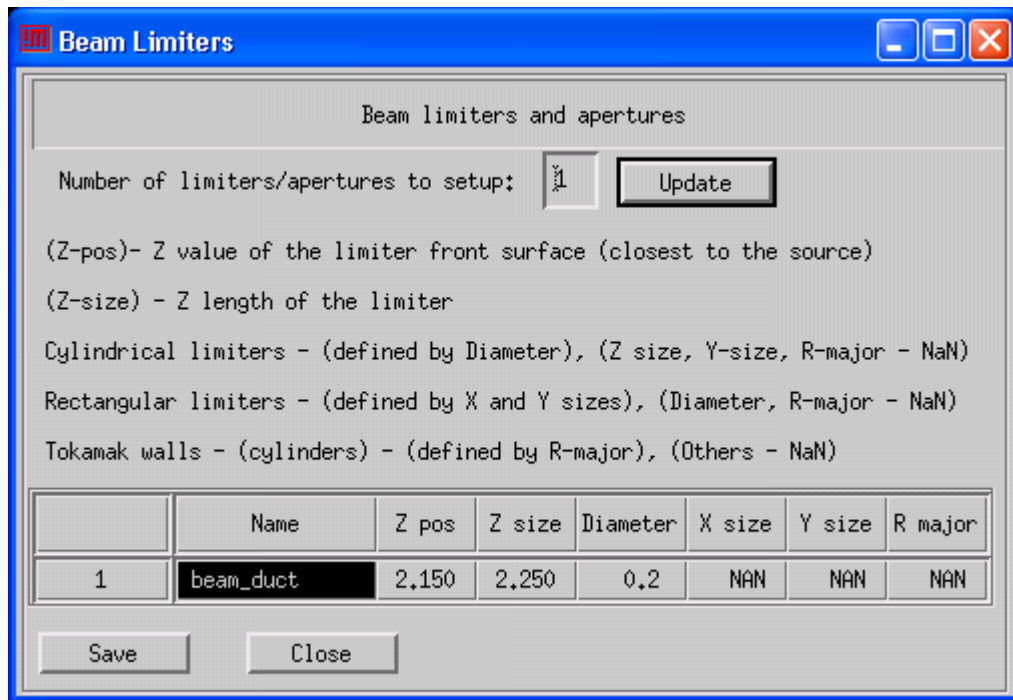 Beam Limiters
Beam limiters and apertures
Number of limiters/apertures to setup: 1 Update
(Z-pos)- Z value of the limiter front surface (closest to the source)
(Z-size) - Z length of the limiter
Cylindrical limiters - (defined by Diameter), (Z size, Y-size, R-major - NaN)
Rectangular limiters - (defined by X and Y sizes), (Diameter, R-major - NaN)
Tokamak walls - (cylinders) - (defined by R-major), (Others - NaN)
Name Z pos Z size Diameter X size Y size R major
1 beam_duct 2.150 2.250 0.2 NAN NAN NAN
Save Close